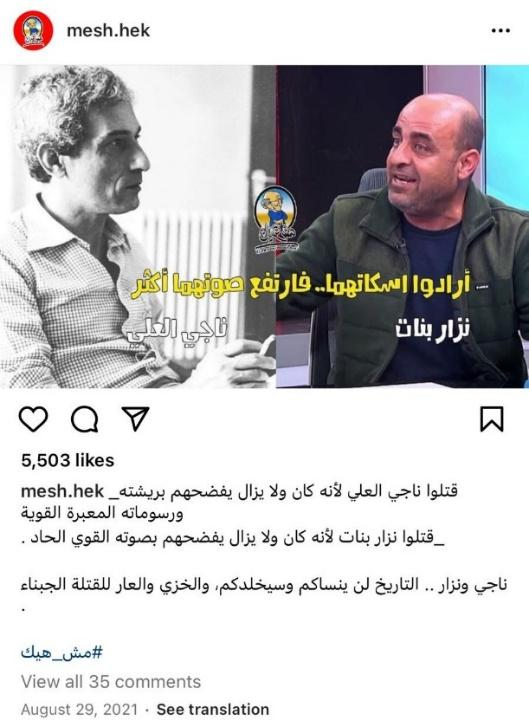 mesh.hek
أرادوا اسكاتهما.. فارتفع صوتهما أكثر ...
ناجي العلي
نزار بنات
5,503 likes
mesh.hek _قتلوا ناجي العلي لأنه كان ولا يزال يفضحهم بريشته
ورسوماته المعبرة القوية
_قتلوا نزار بنات لأنه كان ولا يزال يفضحهم بصوته القوي الحاد .
ناجي ونزار .. التاريخ لن ينساكم وسيخلدكم، والخزي والعار للقتلة الجبناء
.
#مش_هيك
View all 35 comments
August 29, 2021 · See translation